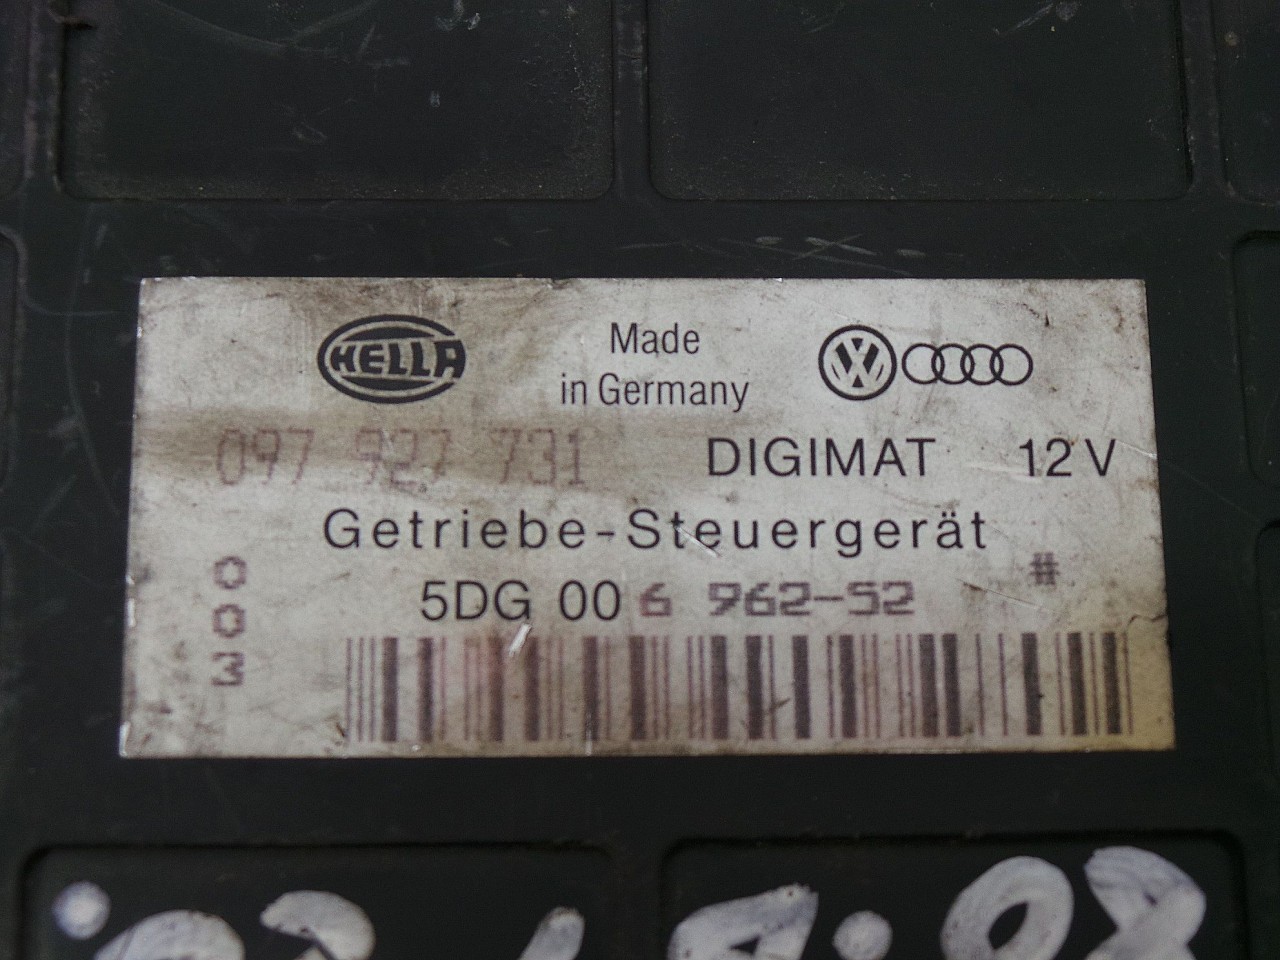 HELLA
Made
in Germany
097 927 731 DIGIMAT 12V
Getriebe-Steuergerät
5DG 006 962-52 #
0
0
3